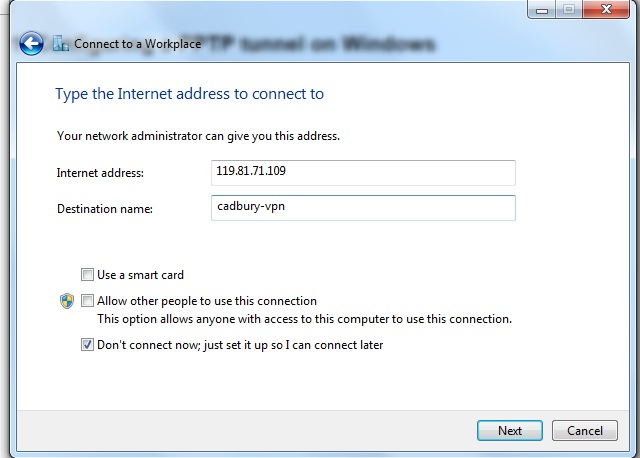 Connect to a Workplace
PTP tunnel on Windows
Type the Internet address to connect to
Your network administrator can give you this address.
Internet address: 119.81.71.109
Destination name: cadbury-vpn
Use a smart card
Allow other people to use this connection
This option allows anyone with access to this computer to use this connection.
Don't connect now; just set it up so I can connect later
Next Cancel